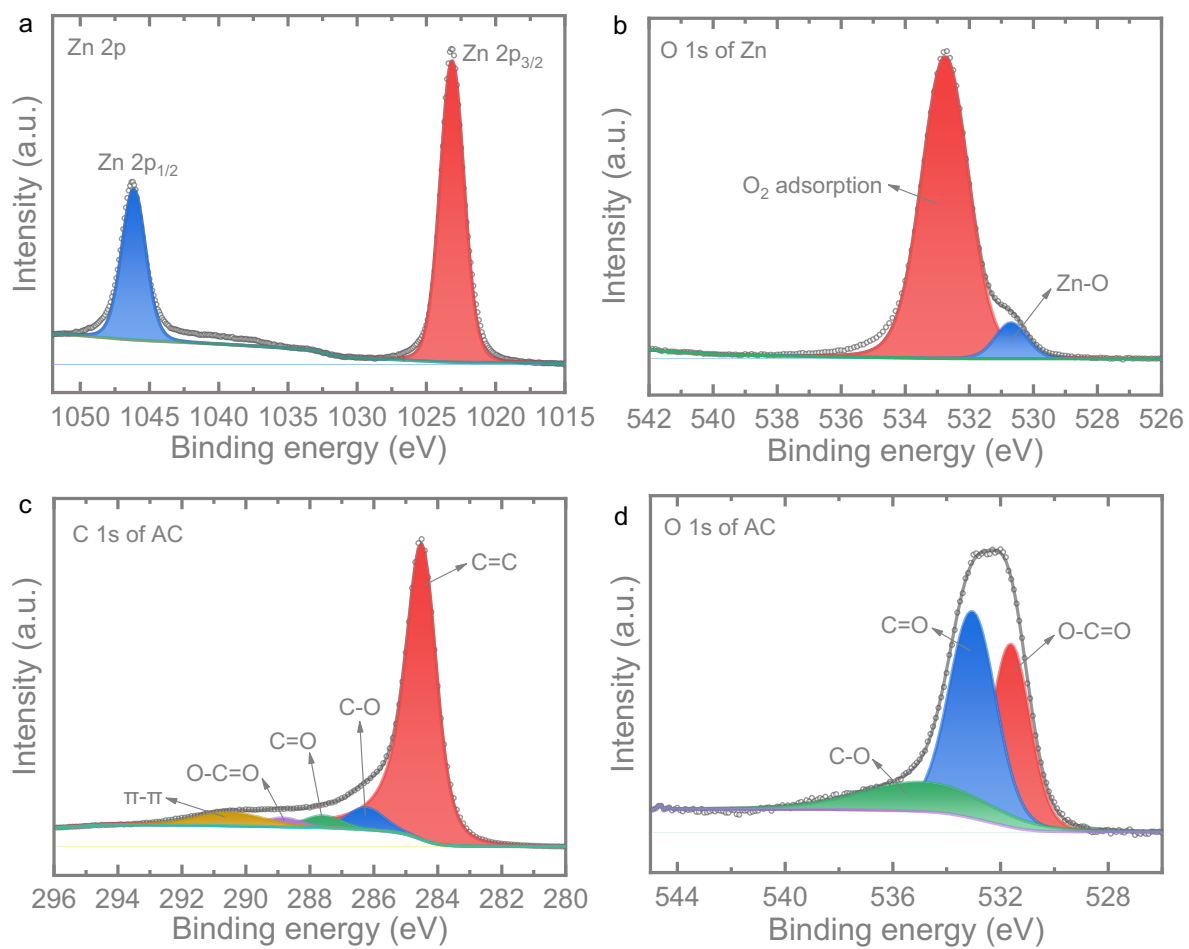 a
Zn 2p
Zn 2p3/2
Zn 2p1/2
Intensity (a.u.)
1050 1045 1040 1035 1030 1025 1020 1015
Binding energy (eV)
b
O 1s of Zn
O2 adsorption
Zn-O
Intensity (a.u.)
542 540 538 536 534 532 530 528 526
Binding energy (eV)
c
C 1s of AC
C=C
C-O
C=O
O-C=O
π-π
Intensity (a.u.)
296 294 292 290 288 286 284 282 280
Binding energy (eV)
d
O 1s of AC
C=O
O-C=O
C-O
Intensity (a.u.)
544 540 536 532 528
Binding energy (eV)